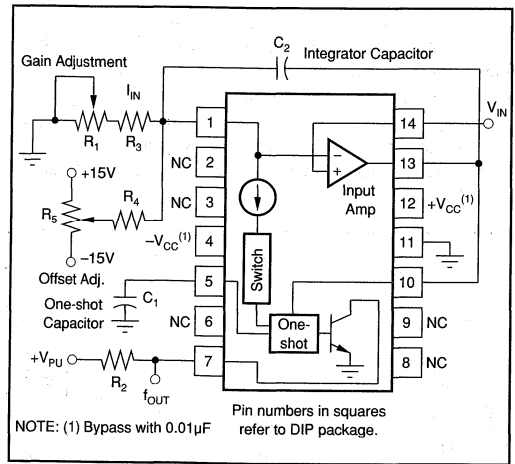 C2
Integrator Capacitor
Gain Adjustment
IIN
R1
R3
VIN
1
14
+15V
NC
2
–
+
13
R4
Input
Amp
NC
3
12
+VCC(1)
R5
–VCC(1)
4
11
–15V
Switch
Offset Adj.
5
10
One-shot
Capacitor
C1
NC
6
One-
shot
9
NC
+VPU
R2
7
8
NC
fOUT
Pin numbers in squares
refer to DIP package.
NOTE: (1) Bypass with 0.01µF